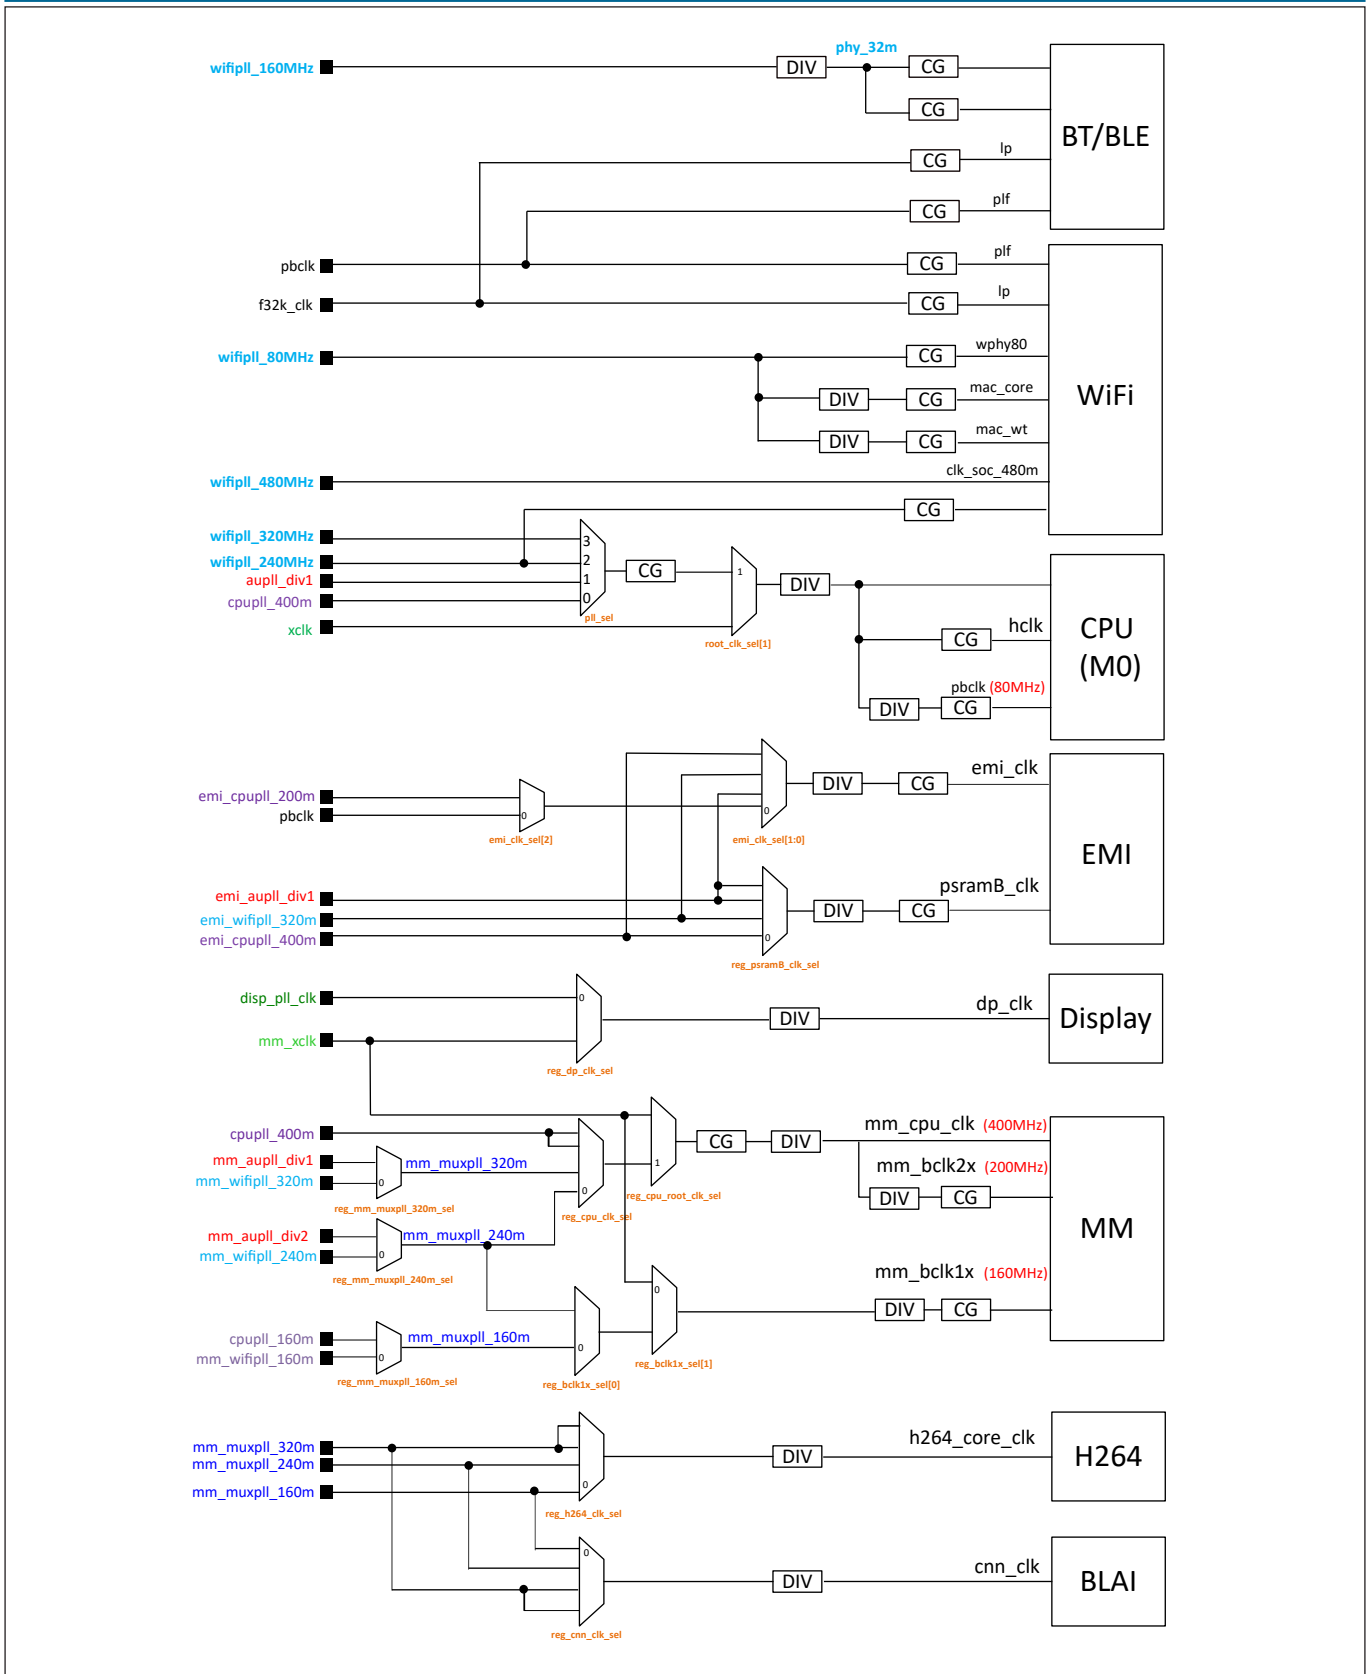 phy_32m
wifipll_160MHz
DIV
CG
CG
BT/BLE
lp
CG
plf
CG
plf
pbclk
CG
lp
f32k_clk
CG
wphy80
wifipll_80MHz
CG
mac_core
DIV
CG
WiFi
mac_wt
DIV
CG
clk_soc_480m
wifipll_480MHz
CG
wifipll_320MHz
3
wifipll_240MHz
2
aupll_div1
1
CG
1
DIV
cpupll_400m
0
pll_sel
xclk
root_clk_sel[1]
hclk
CG
CPU
(M0)
pbclk (80MHz)
DIV
CG
emi_clk
DIV
CG
emi_cpupll_200m
pbclk
0
0
emi_clk_sel[2]
emi_clk_sel[1:0]
EMI
psramB_clk
emi_aupll_div1
DIV
CG
emi_wifipll_320m
emi_cpupll_400m
0
reg_psramB_clk_sel
disp_pll_clk
0
dp_clk
DIV
Display
mm_xclk
reg_dp_clk_sel
mm_cpu_clk (400MHz)
cpupll_400m
CG
DIV
mm_aupll_div1
mm_muxpll_320m
1
mm_bclk2x (200MHz)
mm_wifipll_320m
0
0
reg_cpu_root_clk_sel
DIV
CG
reg_mm_muxpll_320m_sel
reg_cpu_clk_sel
MM
mm_aupll_div2
mm_muxpll_240m
mm_wifipll_240m
0
mm_bclk1x (160MHz)
reg_mm_muxpll_240m_sel
0
DIV
CG
cpupll_160m
mm_muxpll_160m
mm_wifipll_160m
0
0
reg_bclk1x_sel[1]
reg_mm_muxpll_160m_sel
reg_bclk1x_sel[0]
h264_core_clk
mm_muxpll_320m
DIV
H264
mm_muxpll_240m
0
mm_muxpll_160m
reg_h264_clk_sel
0
cnn_clk
DIV
BLAI
reg_cnn_clk_sel